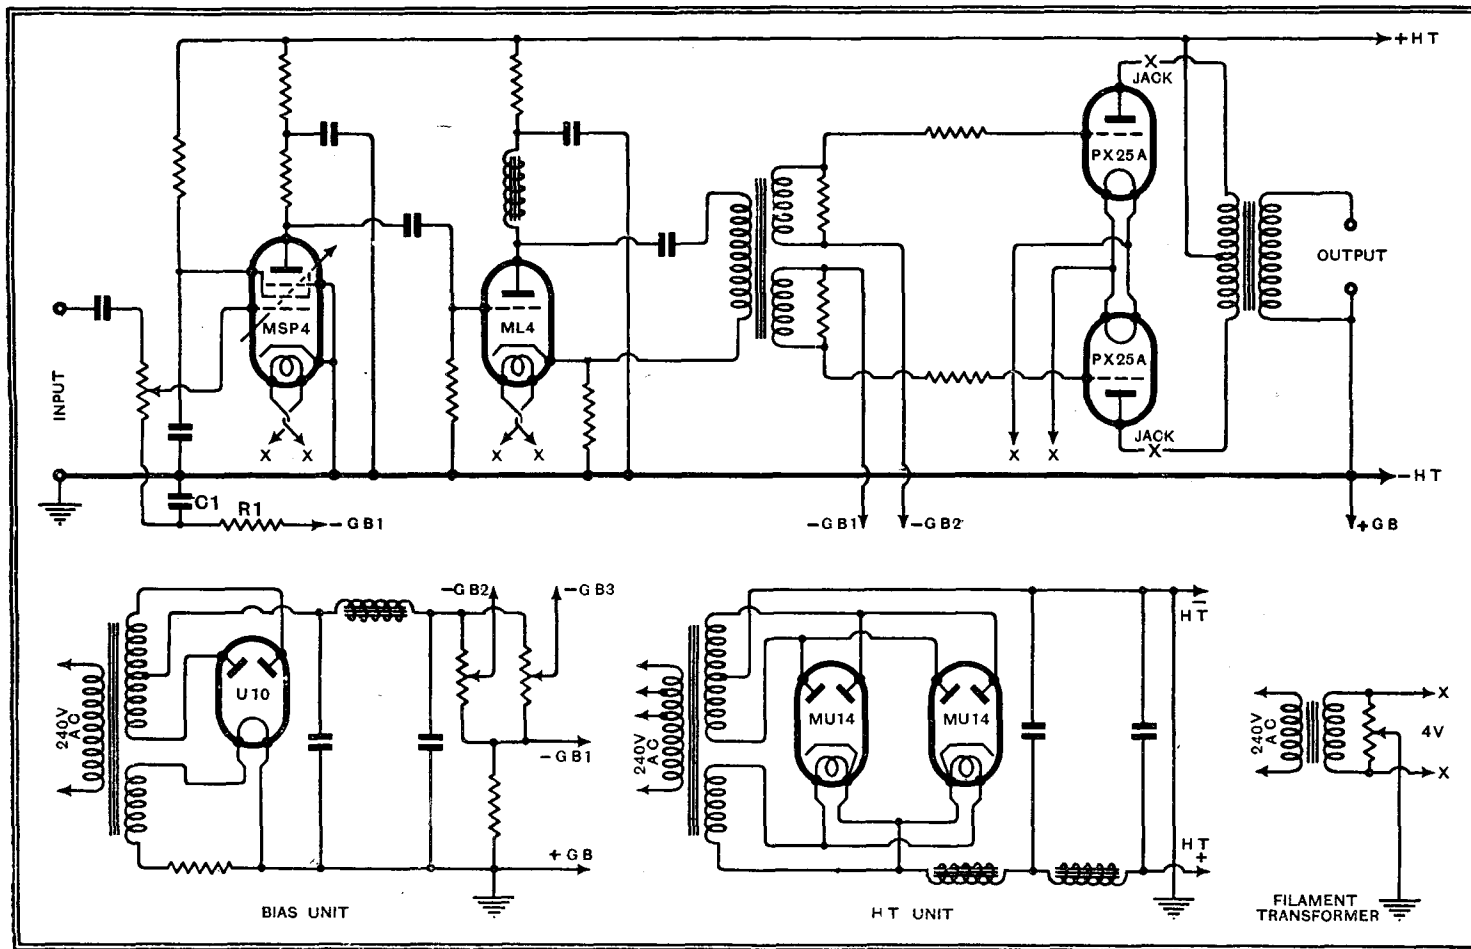 +HT
X
JACK
PX25A
MSP4
ML4
OUTPUT
INPUT
PX25A
JACK
X
X X
X X
X X
-HT
C1
R1
-GB1
-GB1
-GB2
+GB
-GB2
-GB3
240V
AC
U10
-GB1
+GB
BIAS UNIT
HT
-
240V
AC
MU14
MU14
HT
+
HT UNIT
240V
AC
X
4V
X
FILAMENT
TRANSFORMER